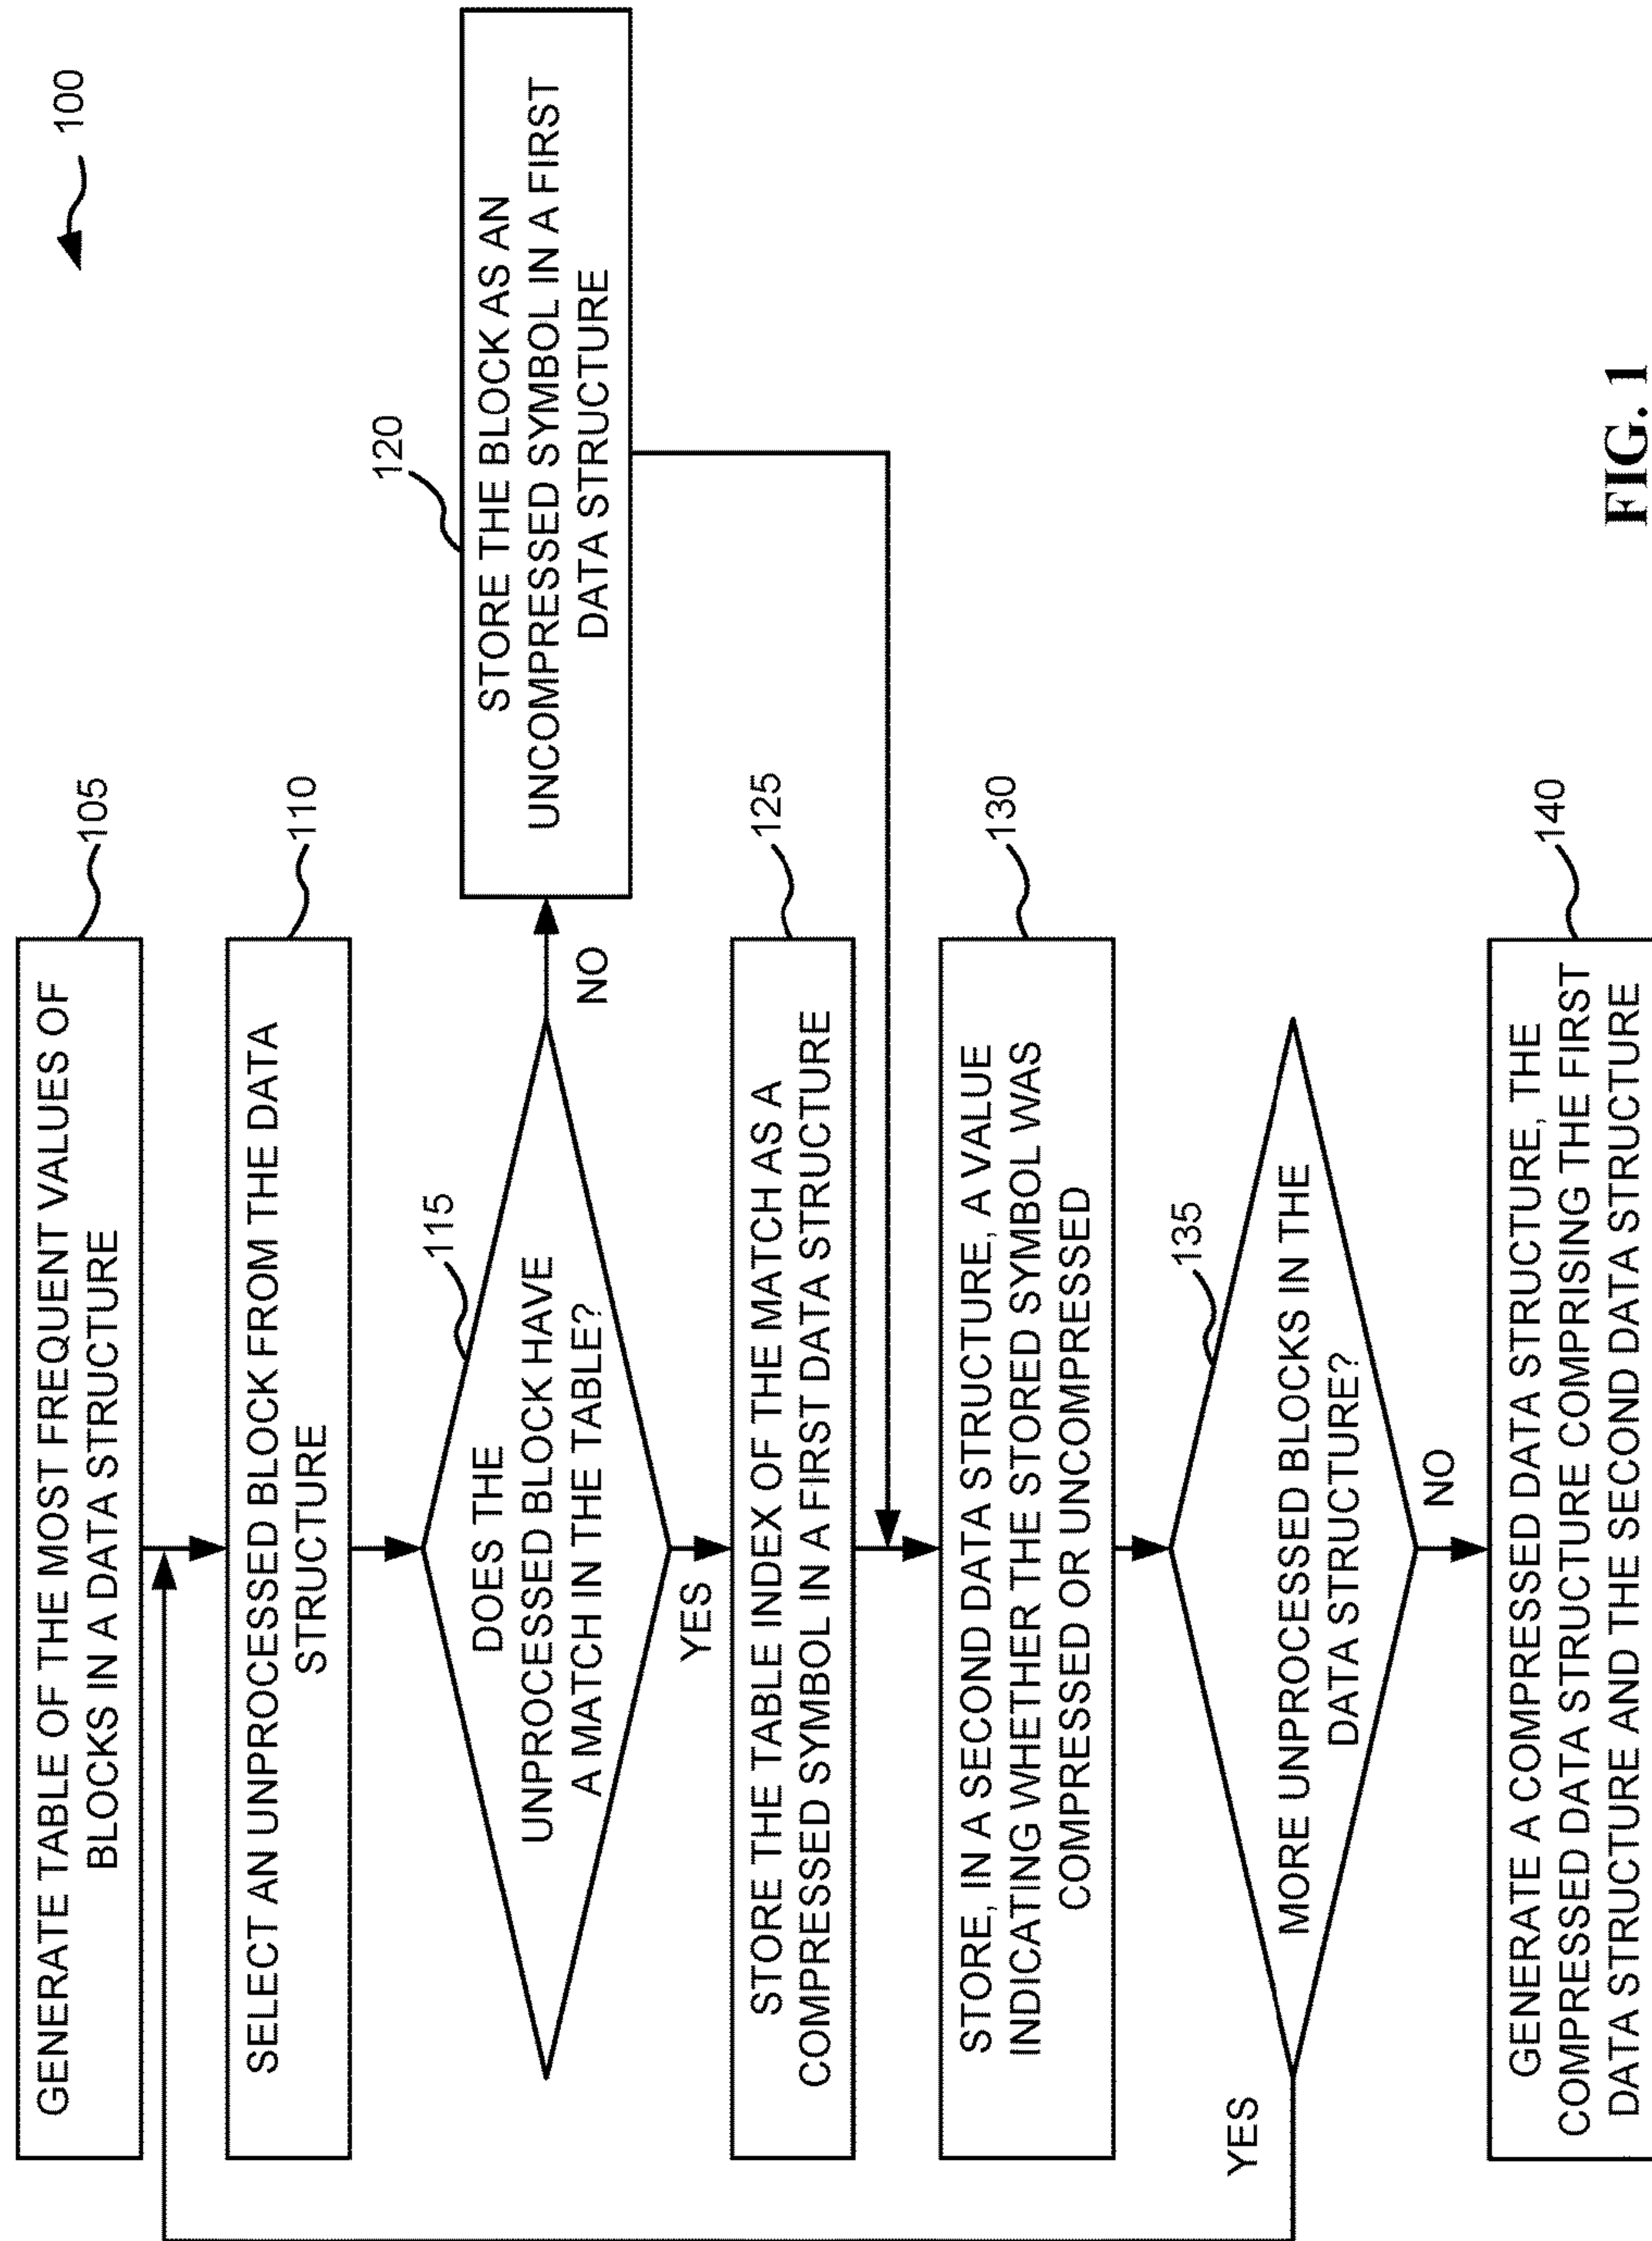 100
GENERATE TABLE OF THE MOST FREQUENT VALUES OF
BLOCKS IN A DATA STRUCTURE
105
SELECT AN UNPROCESSED BLOCK FROM THE DATA
STRUCTURE
110
DOES THE
UNPROCESSED BLOCK HAVE
A MATCH IN THE TABLE?
115
NO
STORE THE BLOCK AS AN
UNCOMPRESSED SYMBOL IN A FIRST
DATA STRUCTURE
120
YES
STORE THE TABLE INDEX OF THE MATCH AS A
COMPRESSED SYMBOL IN A FIRST DATA STRUCTURE
125
STORE, IN A SECOND DATA STRUCTURE, A VALUE
INDICATING WHETHER THE STORED SYMBOL WAS
COMPRESSED OR UNCOMPRESSED
130
YES
MORE UNPROCESSED BLOCKS IN THE
DATA STRUCTURE?
135
NO
GENERATE A COMPRESSED DATA STRUCTURE, THE
COMPRESSED DATA STRUCTURE COMPRISING THE FIRST
DATA STRUCTURE AND THE SECOND DATA STRUCTURE
140
FIG. 1